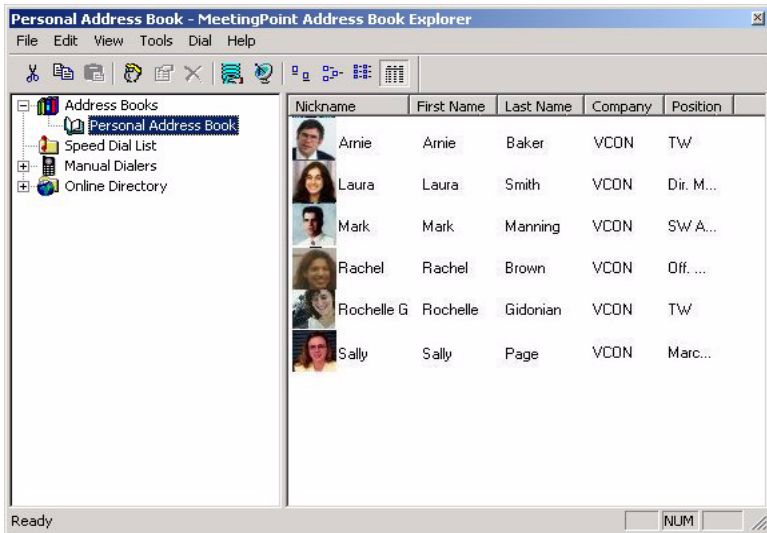 Personal Address Book - MeetingPoint Address Book Explorer
File Edit View Tools Dial Help
Address Books
Personal Address Book
Speed Dial List
Manual Dialers
Online Directory
Nickname First Name Last Name Company Position
Arnie Arnie Baker VCON TW
Laura Laura Smith VCON Dir. M...
Mark Mark Manning VCON SW A...
Rachel Rachel Brown VCON Off. ...
Rochelle G Rochelle Gidonian VCON TW
Sally Sally Page VCON Marc...
Ready NUM